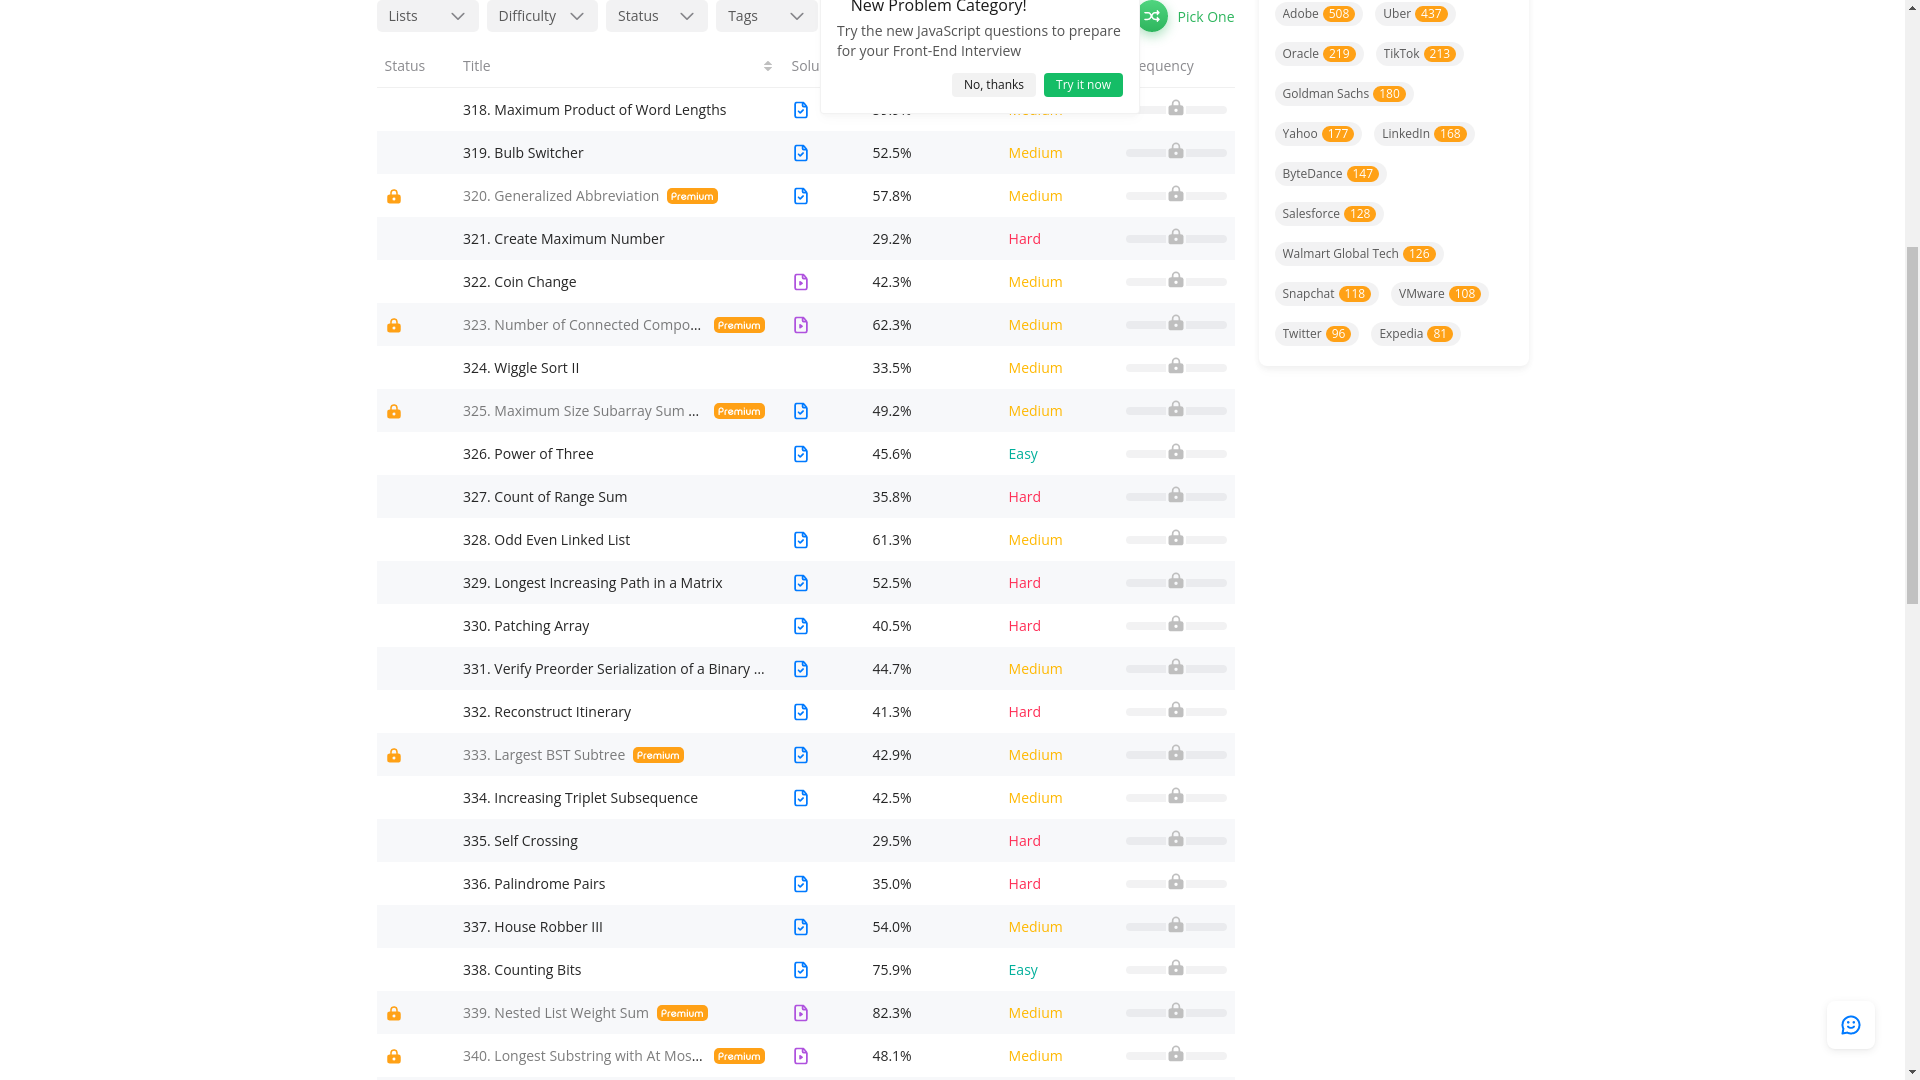 Lists
Difficulty
Status
Tags
New Problem Category!
Try the new JavaScript questions to prepare
for your Front-End Interview
No, thanks
Try it now
Pick One
Status
Title
318. Maximum Product of Word Lengths
319. Bulb Switcher 52.5% Medium
320. Generalized Abbreviation Premium 57.8% Medium
321. Create Maximum Number 29.2% Hard
322. Coin Change 42.3% Medium
323. Number of Connected Compo... Premium 62.3% Medium
324. Wiggle Sort II 33.5% Medium
325. Maximum Size Subarray Sum ... Premium 49.2% Medium
326. Power of Three 45.6% Easy
327. Count of Range Sum 35.8% Hard
328. Odd Even Linked List 61.3% Medium
329. Longest Increasing Path in a Matrix 52.5% Hard
330. Patching Array 40.5% Hard
331. Verify Preorder Serialization of a Binary ... 44.7% Medium
332. Reconstruct Itinerary 41.3% Hard
333. Largest BST Subtree Premium 42.9% Medium
334. Increasing Triplet Subsequence 42.5% Medium
335. Self Crossing 29.5% Hard
336. Palindrome Pairs 35.0% Hard
337. House Robber III 54.0% Medium
338. Counting Bits 75.9% Easy
339. Nested List Weight Sum Premium 82.3% Medium
340. Longest Substring with At Mos... Premium 48.1% Medium
Adobe 508 Uber 437
Oracle 219 TikTok 213
Goldman Sachs 180
Yahoo 177 LinkedIn 168
ByteDance 147
Salesforce 128
Walmart Global Tech 126
Snapchat 118 VMware 108
Twitter 96 Expedia 81